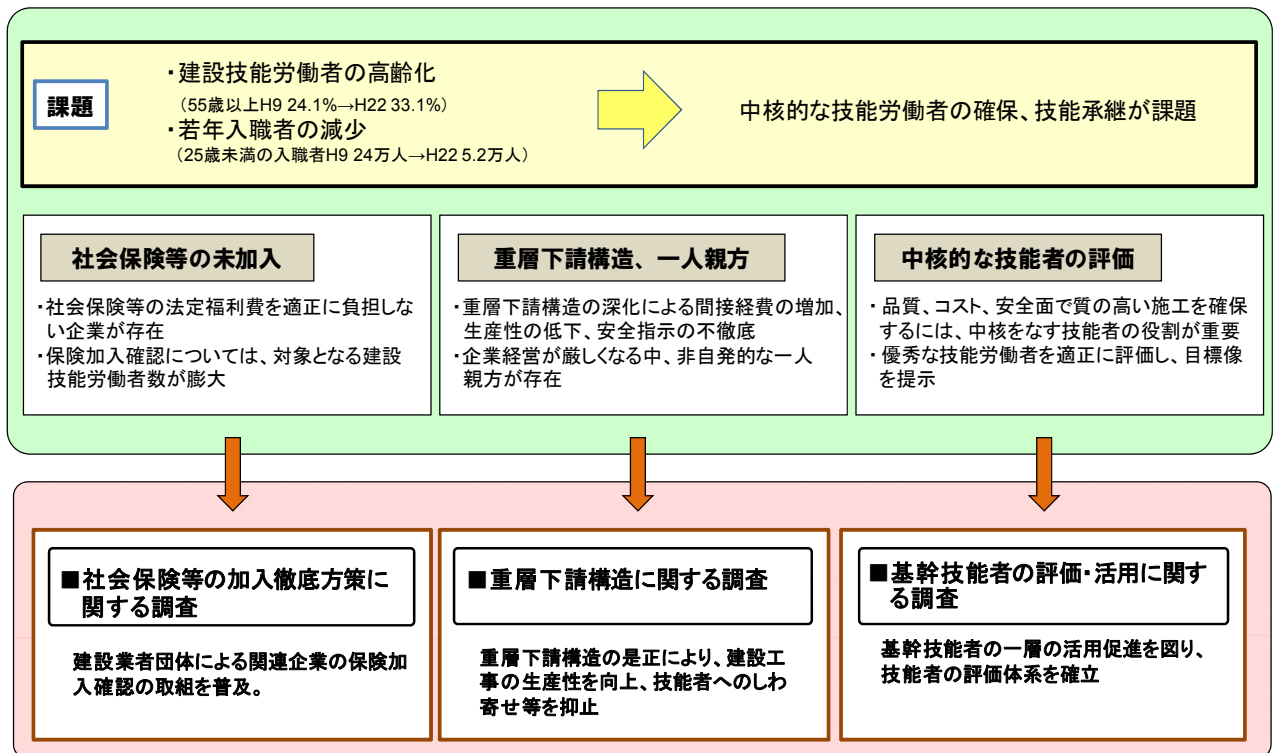 課題
・建設技能労働者の高齢化
（55歳以上H9 24.1%→H22 33.1%）
・若年入職者の減少
（25歳未満の入職者H9 24万人→H22 5.2万人）
中核的な技能労働者の確保、技能承継が課題
社会保険等の未加入
・社会保険等の法定福利費を適正に負担しな
い企業が存在
・保険加入確認については、対象となる建設
技能労働者数が膨大
重層下請構造、一人親方
・重層下請構造の深化による間接経費の増加、
生産性の低下、安全指示の不徹底
・企業経営が厳しくなる中、非自発的な一人
親方が存在
中核的な技能者の評価
・品質、コスト、安全面で質の高い施工を確保
するには、中核をなす技能者の役割が重要
・優秀な技能労働者を適正に評価し、目標像
を提示
■社会保険等の加入徹底方策に
関する調査
建設業者団体による関連企業の保険加
入確認の取組を普及。
■重層下請構造に関する調査
重層下請構造の是正により、建設工
事の生産性を向上、技能者へのしわ
寄せ等を抑止
■基幹技能者の評価・活用に関す
る調査
基幹技能者の一層の活用促進を図り、
技能者の評価体系を確立